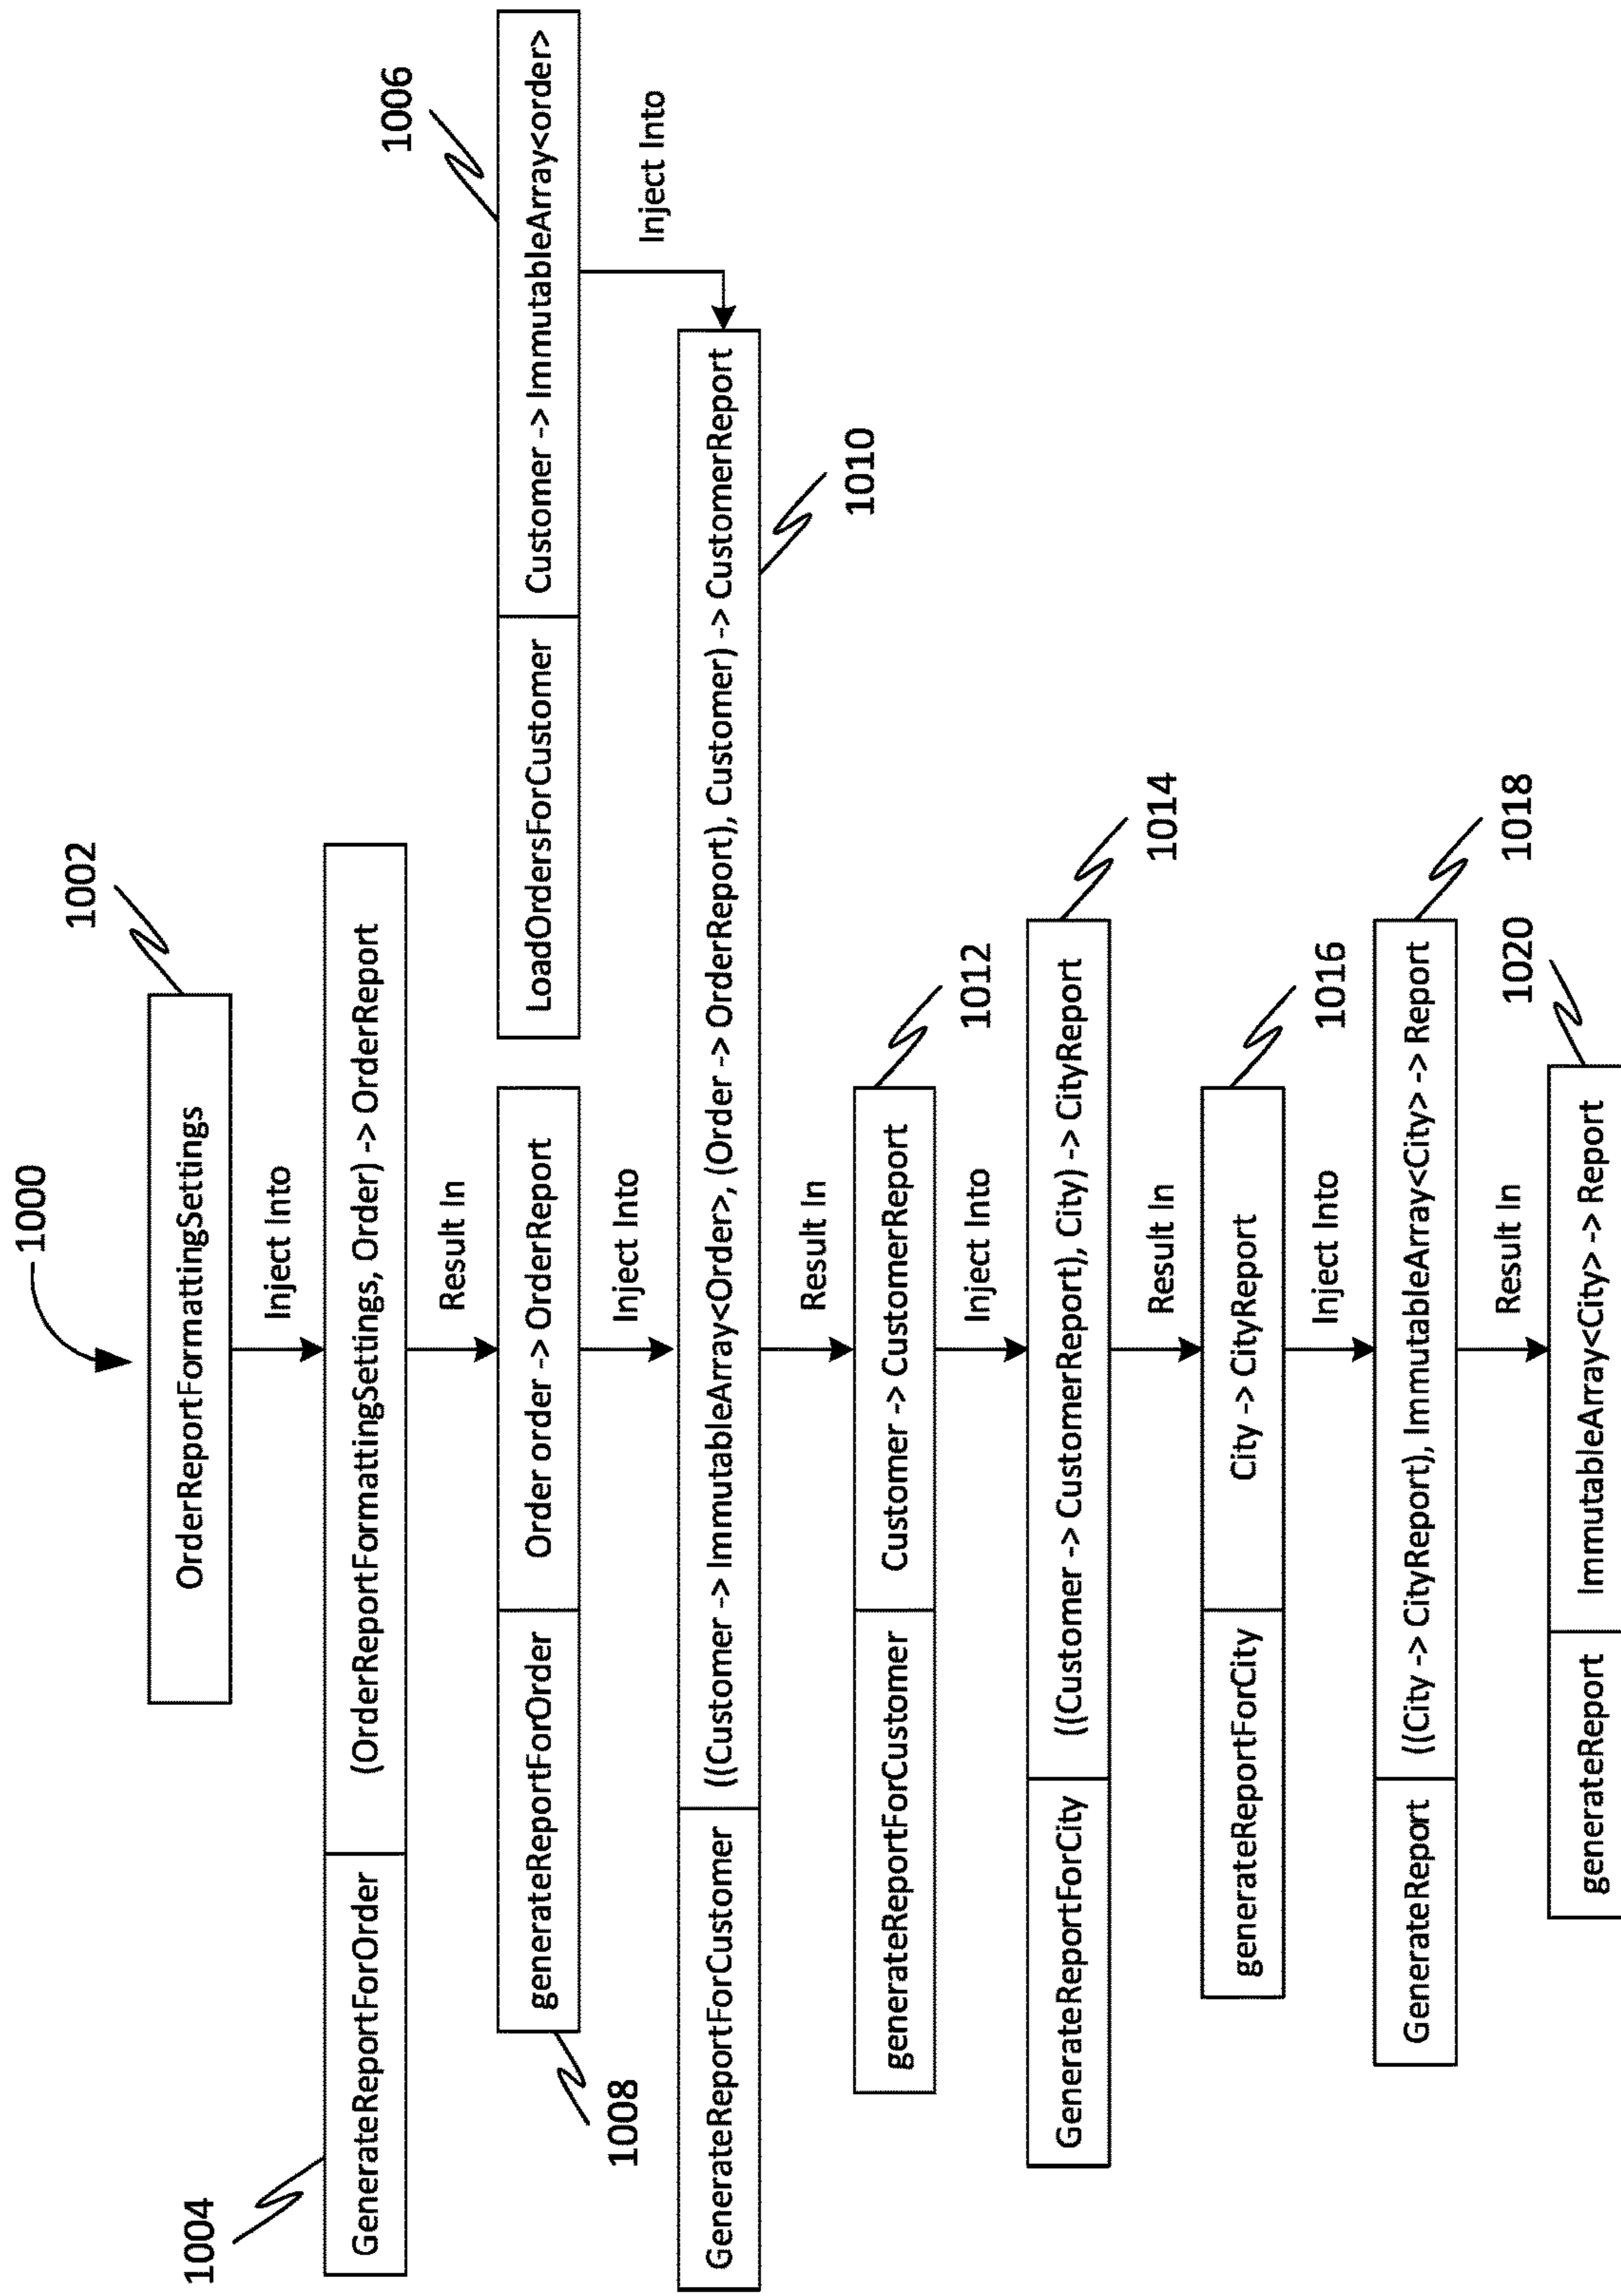 1000
1002
OrderReportFormattingSettings
Inject Into
1004
GenerateReportForOrder
(OrderReportFormattingSettings, Order) -> OrderReport
Result In
1006
1008
generateReportForOrder
Order order -> OrderReport
LoadOrdersForCustomer
Customer -> ImmutableArray<order>
Inject Into
Inject Into
GenerateReportForCustomer
((Customer -> ImmutableArray<Order>, (Order -> OrderReport), Customer) -> CustomerReport
1010
Result In
1012
generateReportForCustomer
Customer -> CustomerReport
Inject Into
1014
GenerateReportForCity
((Customer -> CustomerReport), City) -> CityReport
Result In
1016
generateReportForCity
City -> CityReport
Inject Into
1018
GenerateReport
((City -> CityReport), ImmutableArray<City> -> Report
Result In
1020
generateReport
ImmutableArray<City> -> Report